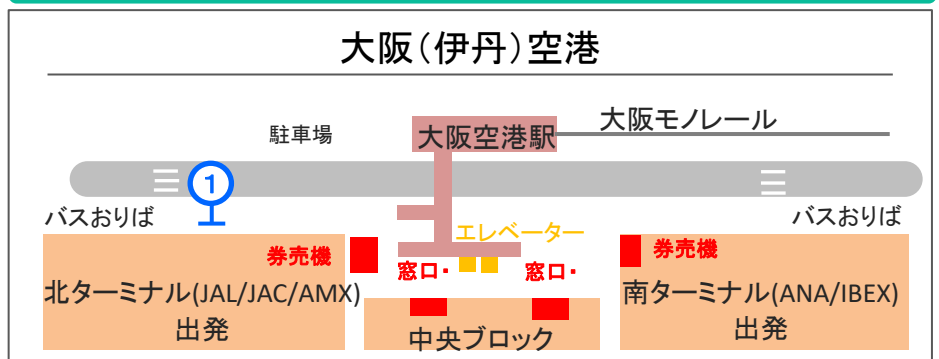 大阪(伊丹)空港
大阪モノレール
駐車場
大阪空港駅
1
バスおりば
バスおりば
エレベーター
券売機
券売機
窓口・
窓口・
北ターミナル(JAL/JAC/AMX)
出発
南ターミナル(ANA/IBEX)
出発
中央ブロック